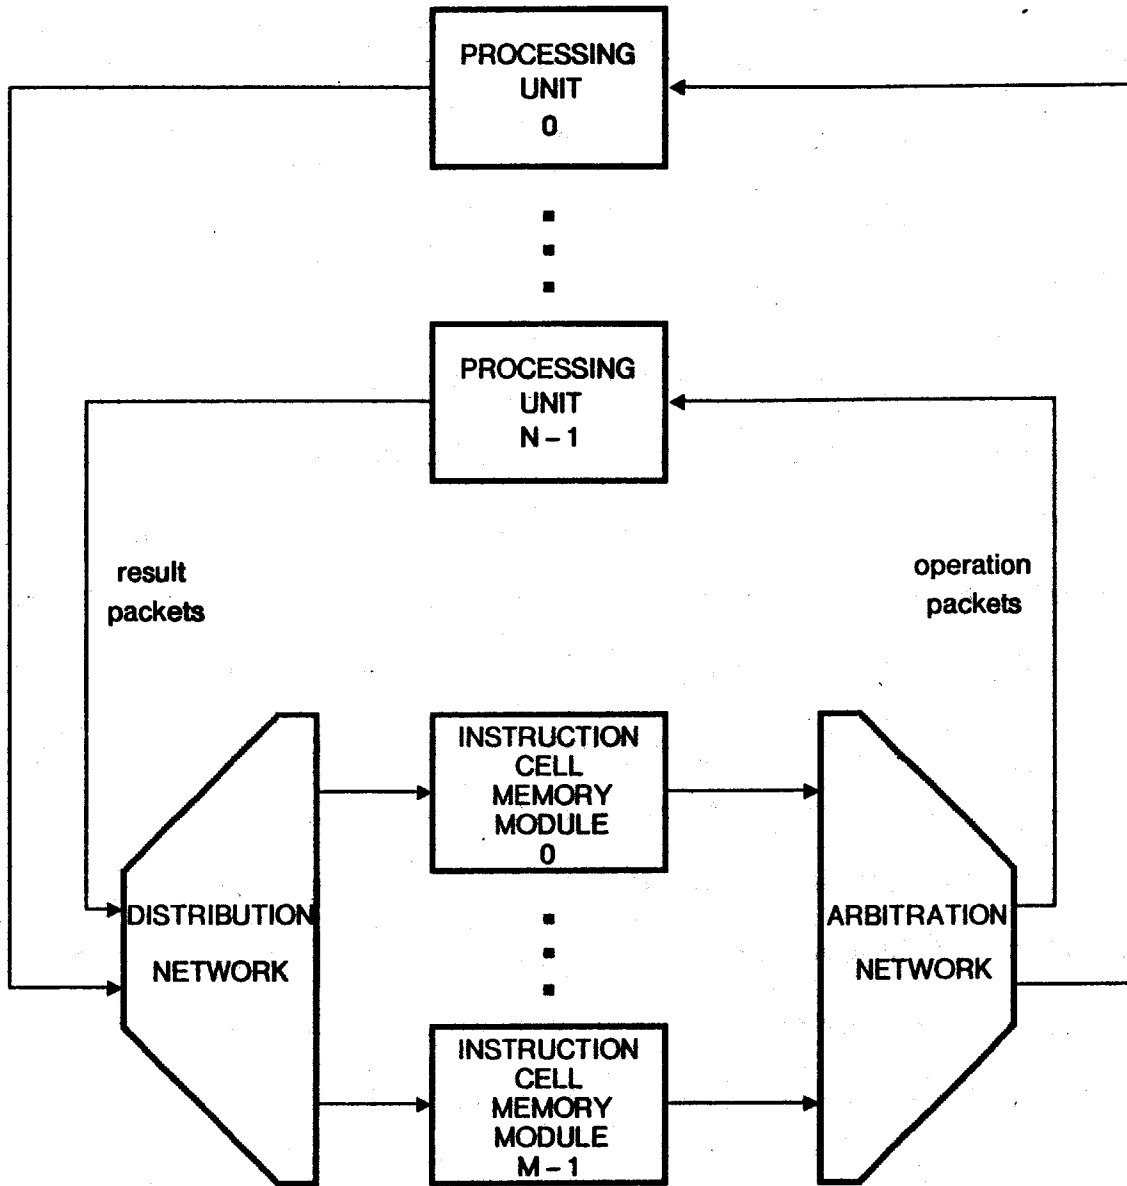 PROCESSING
UNIT
0
PROCESSING
UNIT
N – 1
result
packets
operation
packets
INSTRUCTION
CELL
MEMORY
MODULE
0
DISTRIBUTION
NETWORK
ARBITRATION
NETWORK
INSTRUCTION
CELL
MEMORY
MODULE
M – 1